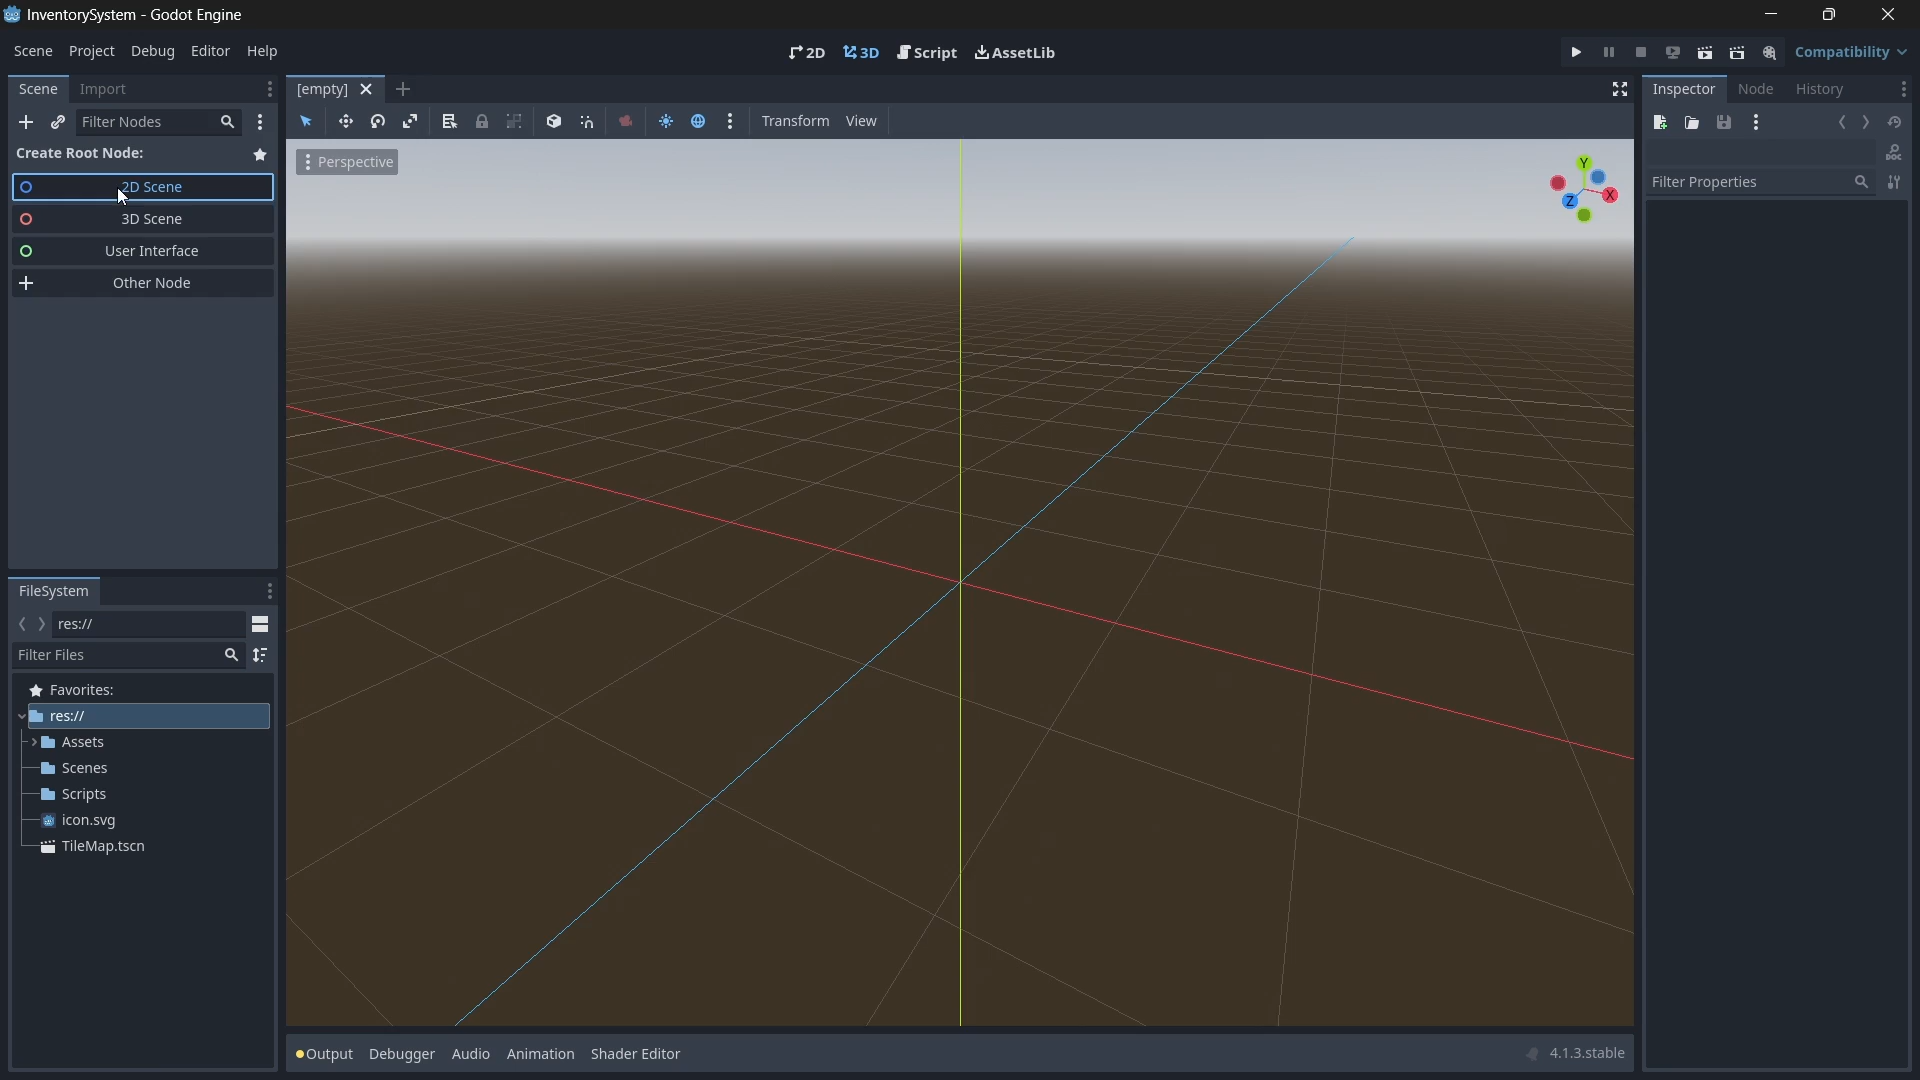 InventorySystem - Godot Engine
Scene Project Debug Editor Help
2D 3D Script AssetLib
Compatibility
Scene Import
[empty]
Inspector Node History
Filter Nodes
Transform View
Create Root Node:
2D Scene
3D Scene
User Interface
Other Node
Perspective
Y
X
Z
DOC
Filter Properties
FileSystem
res://
Filter Files
Favorites:
res://
Assets
Scenes
Scripts
icon.svg
TileMap.tscn
Output Debugger Audio Animation Shader Editor
4.1.3.stable